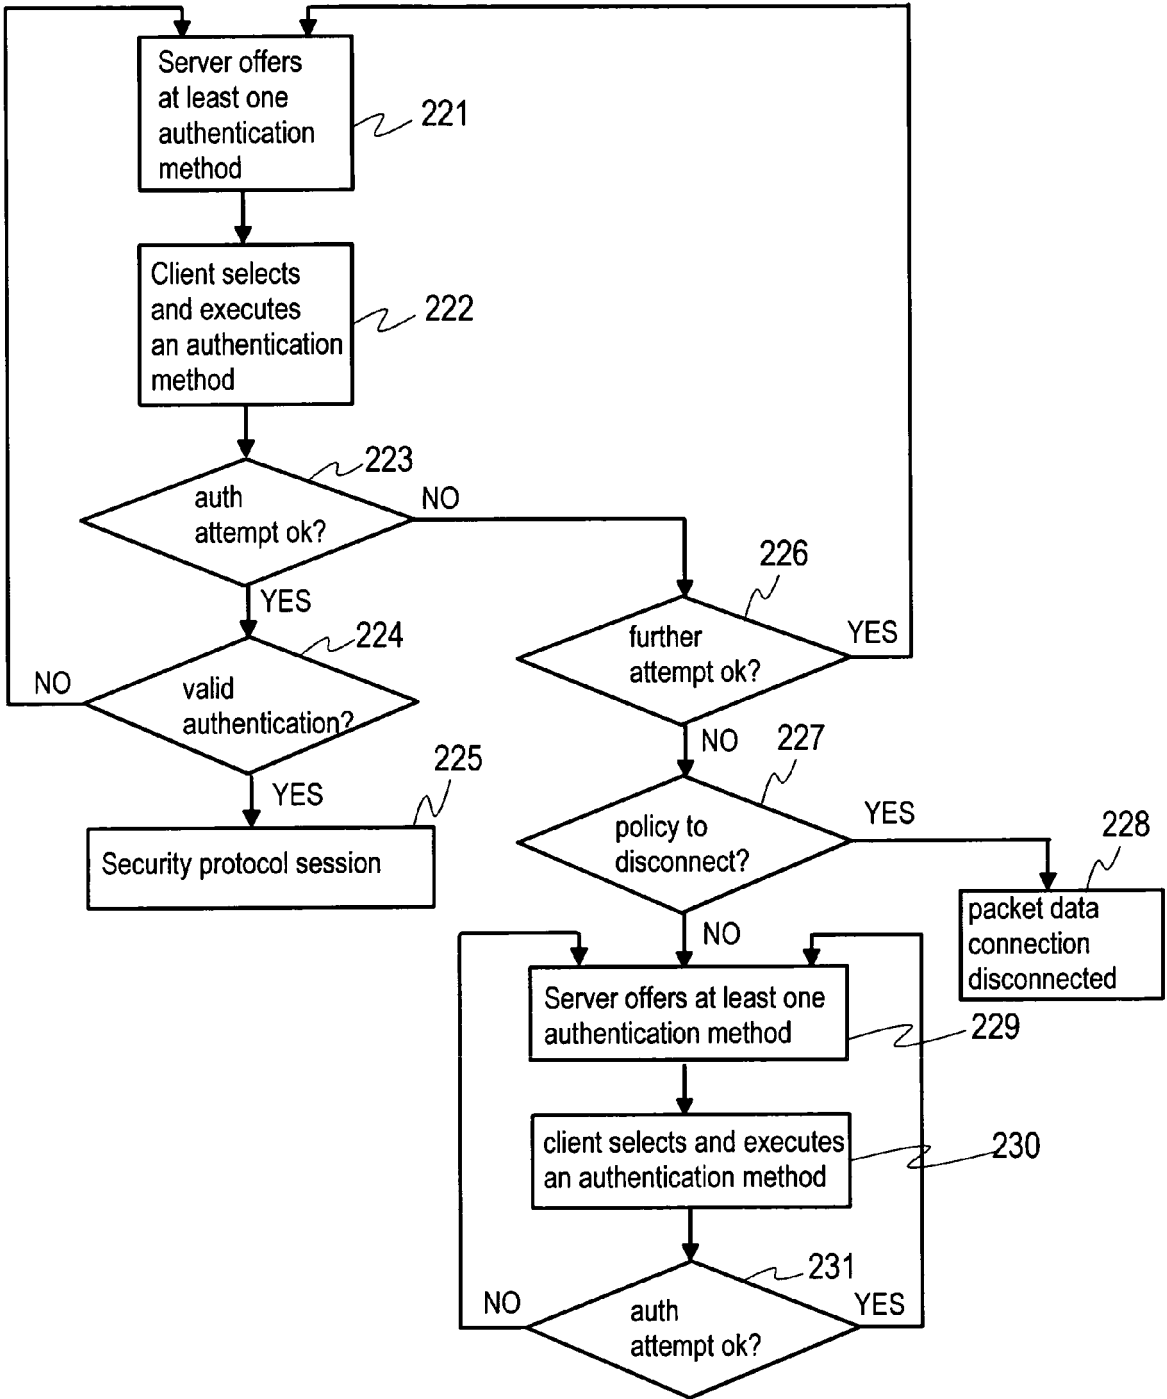 Server offers
at least one
authentication
method
221
Client selects
and executes
an authentication
method
222
223
auth
attempt ok?
NO
YES
226
further
attempt ok?
YES
NO
224
valid
authentication?
NO
YES
225
Security protocol session
227
policy to
disconnect?
YES
NO
228
packet data
connection
disconnected
Server offers at least one
authentication method
229
client selects and executes
an authentication method
230
231
auth
attempt ok?
NO
YES